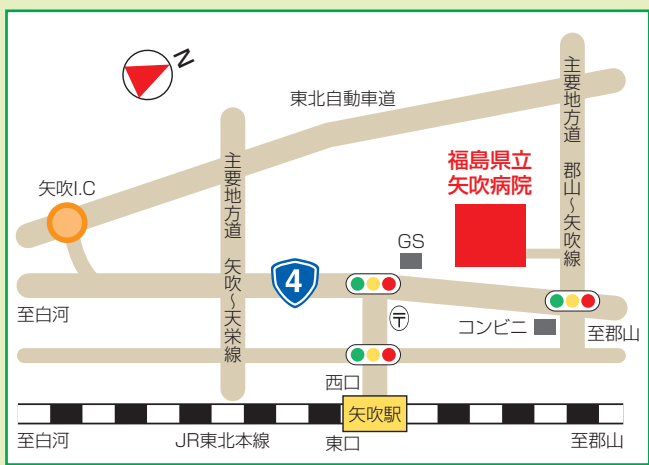 N
東北自動車道
主要地方道 郡山〜矢吹線
主要地方道 矢吹〜天栄線
福島県立
矢吹病院
矢吹I.C
GS
4
〒
至白河
コンビニ
至郡山
西口
矢吹駅
至白河
JR東北本線
東口
至郡山